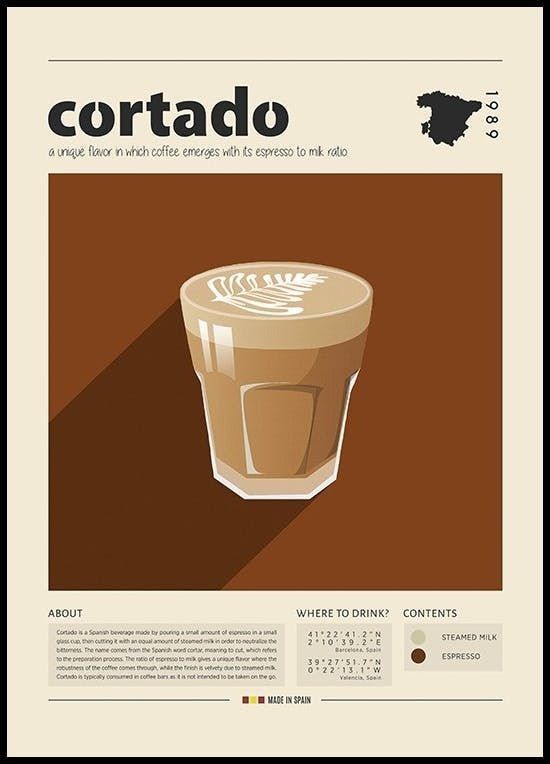 cortado
1989
a unique flavor in which coffee emerges with its espresso to milk ratio
ABOUT
Cortado is a Spanish beverage made by pouring a small amount of espresso in a small
glass cup, then cutting it with an equal amount of steamed milk in order to neutralize the
bitterness. The name comes from the Spanish word cortar, meaning to cut, which refers
to the preparation process. The ratio of espresso to milk gives a unique flavor where the
robustness of the coffee comes through, while the finish is velvety due to steamed milk.
Cortado is typically consumed in coffee bars as it is not intended to be taken on the go.
WHERE TO DRINK?
41°22'41.2"N
2°10'39.2"E
Barcelona, Spain
39°27'51.7"N
0°22'13.1"W
Valencia, Spain
CONTENTS
STEAMED MILK
ESPRESSO
MADE IN SPAIN